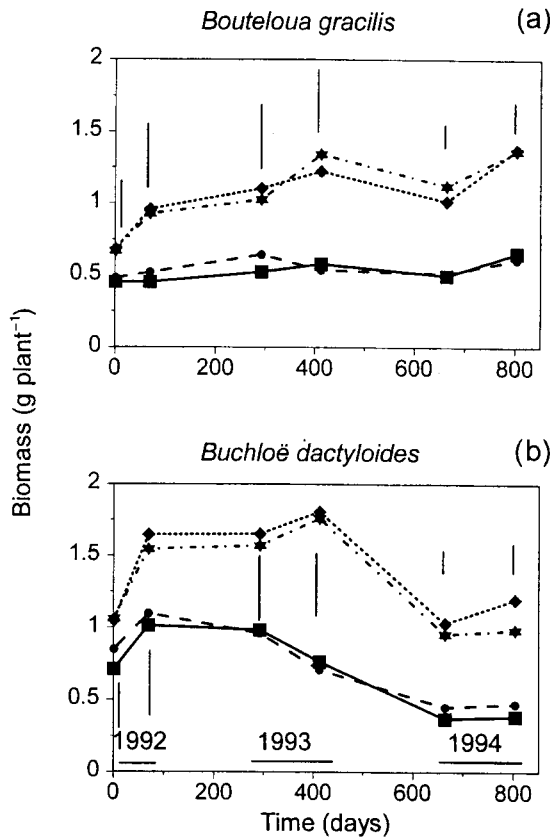 Bouteloua gracilis (a)
2
1.5
1
0.5
0
0 200 400 600 800
Biomass (g plant⁻¹)
Buchloë dactyloides (b)
2
1.5
1
0.5
0
1992 1993 1994
0 200 400 600 800
Time (days)